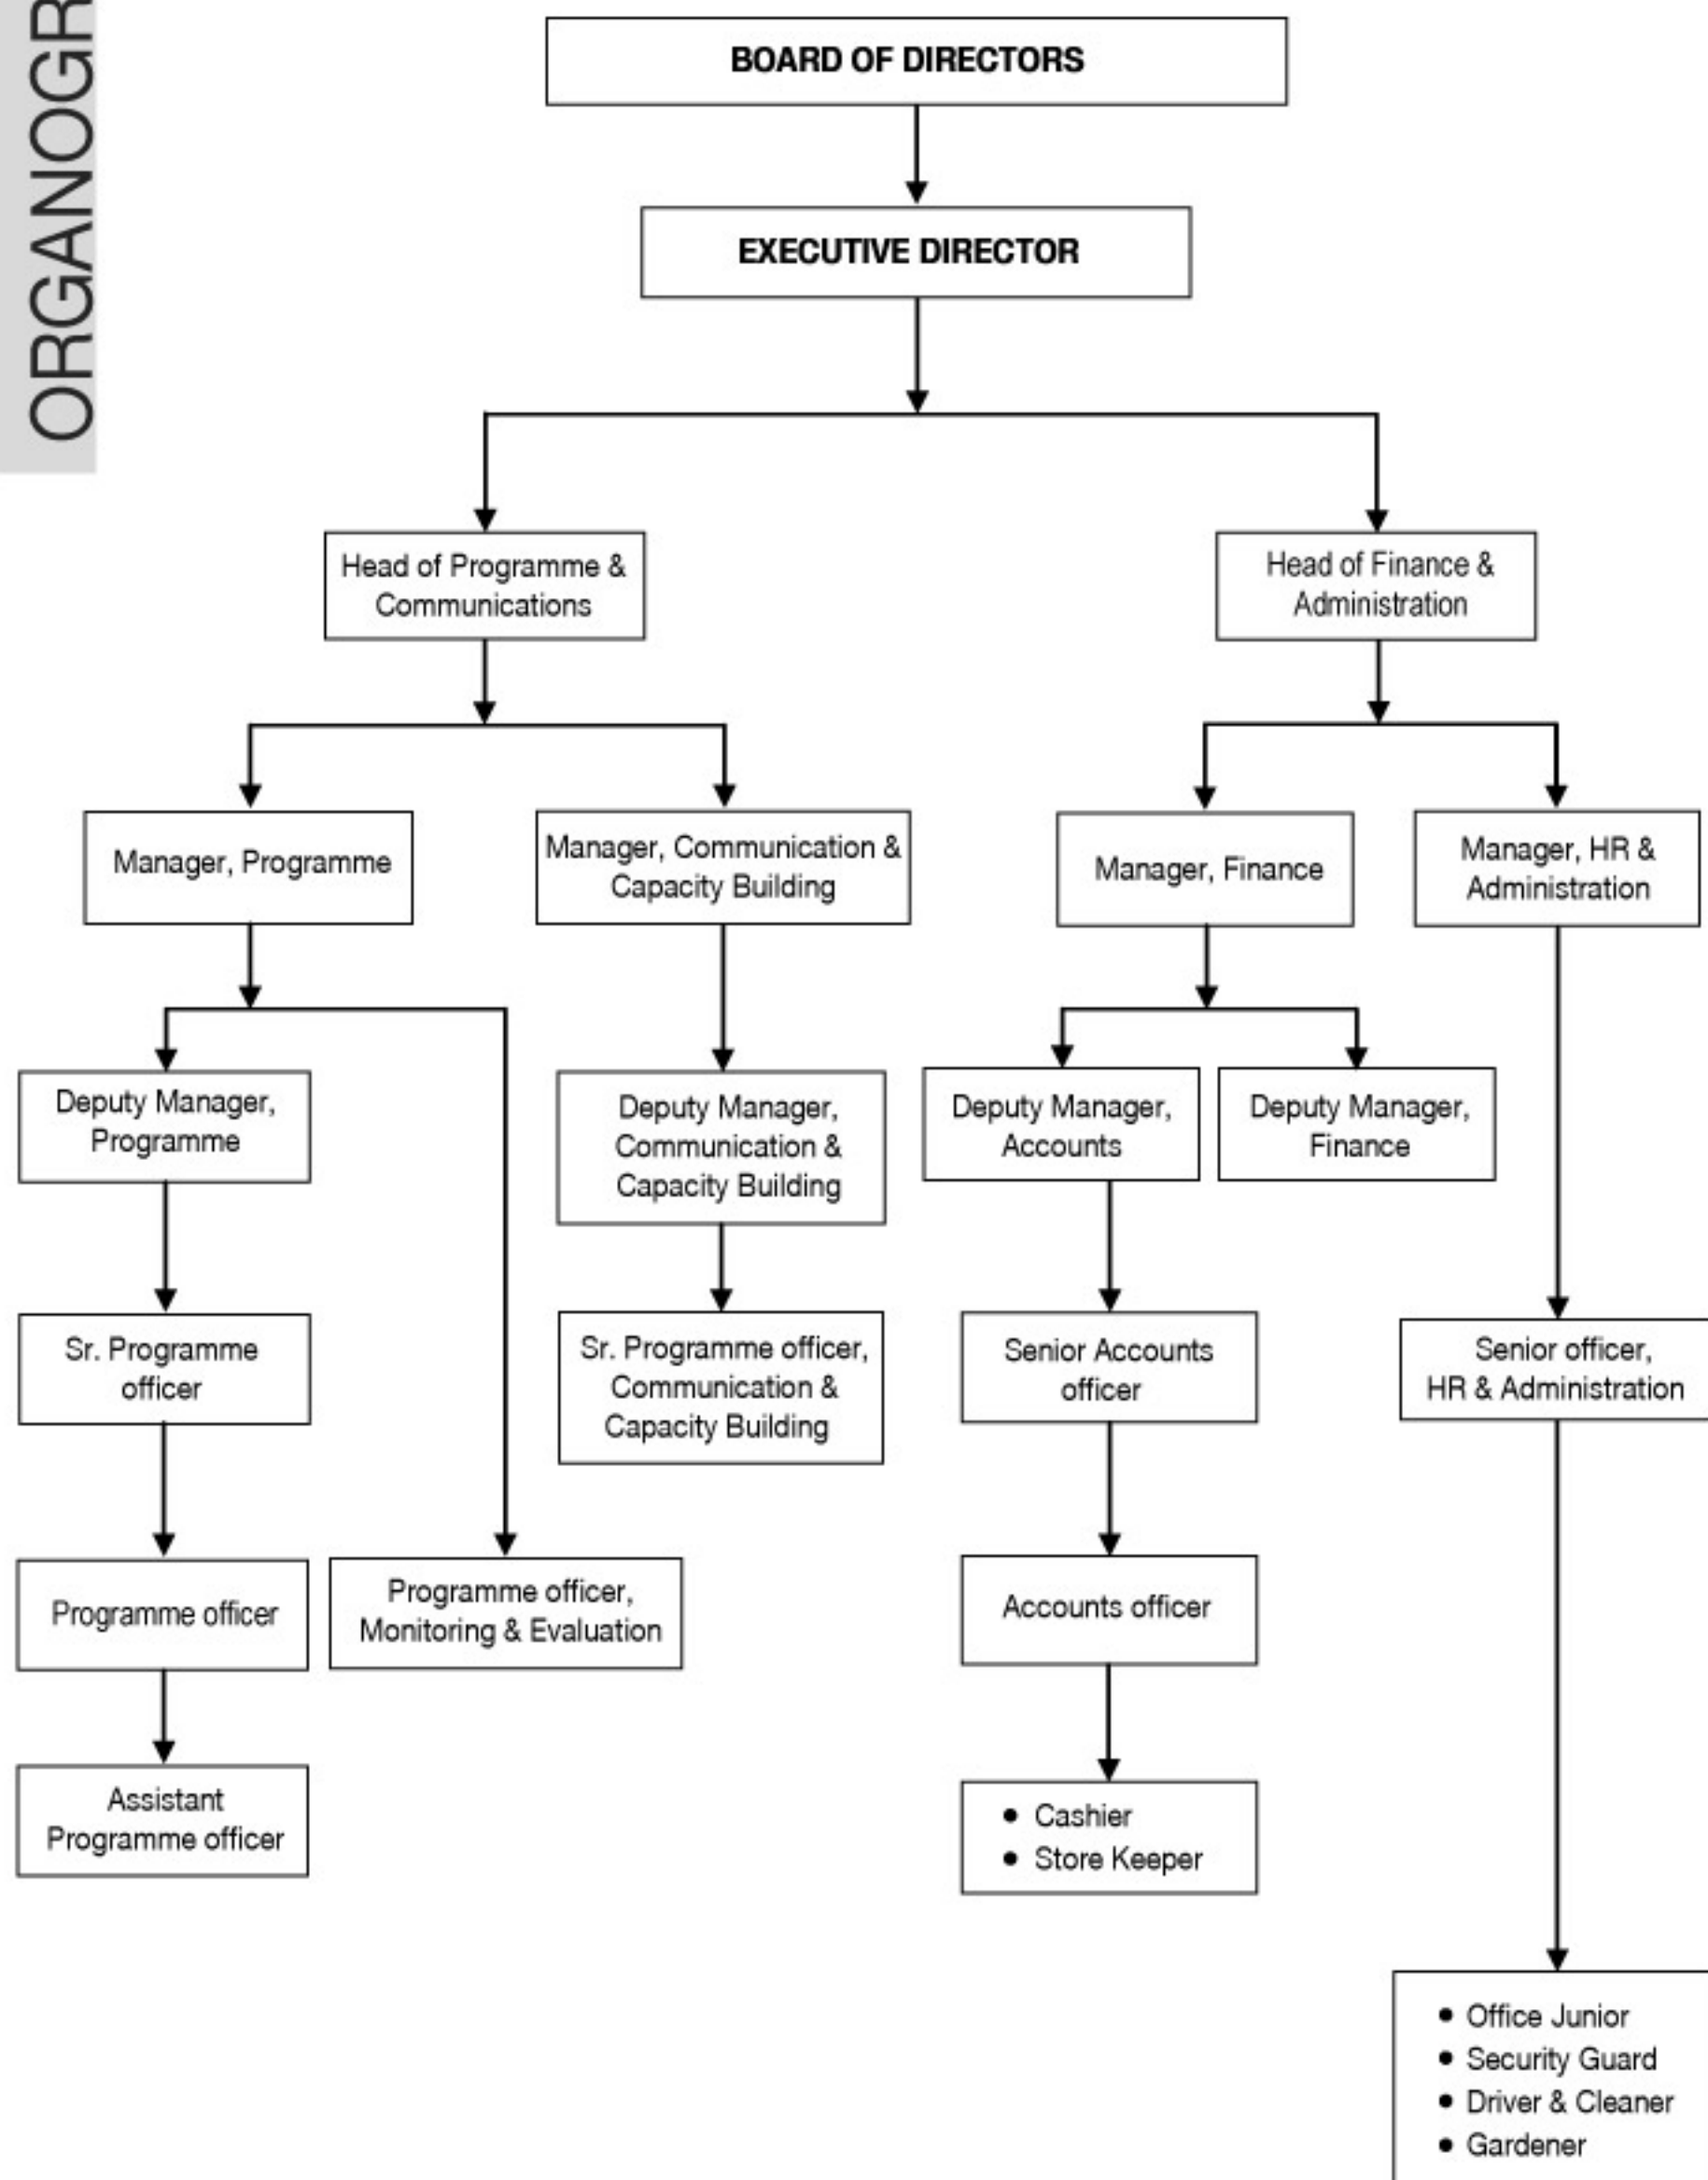 ORGANOGR
BOARD OF DIRECTORS
EXECUTIVE DIRECTOR
Head of Programme &
Communications
Head of Finance &
Administration
Manager, Programme
Manager, Communication &
Capacity Building
Manager, Finance
Manager, HR &
Administration
Deputy Manager,
Programme
Deputy Manager,
Communication &
Capacity Building
Deputy Manager,
Accounts
Deputy Manager,
Finance
Sr. Programme
officer
Sr. Programme officer,
Communication &
Capacity Building
Senior Accounts
officer
Senior officer,
HR & Administration
Programme officer
Programme officer,
Monitoring & Evaluation
Accounts officer
Assistant
Programme officer
• Cashier
• Store Keeper
• Office Junior
• Security Guard
• Driver & Cleaner
• Gardener